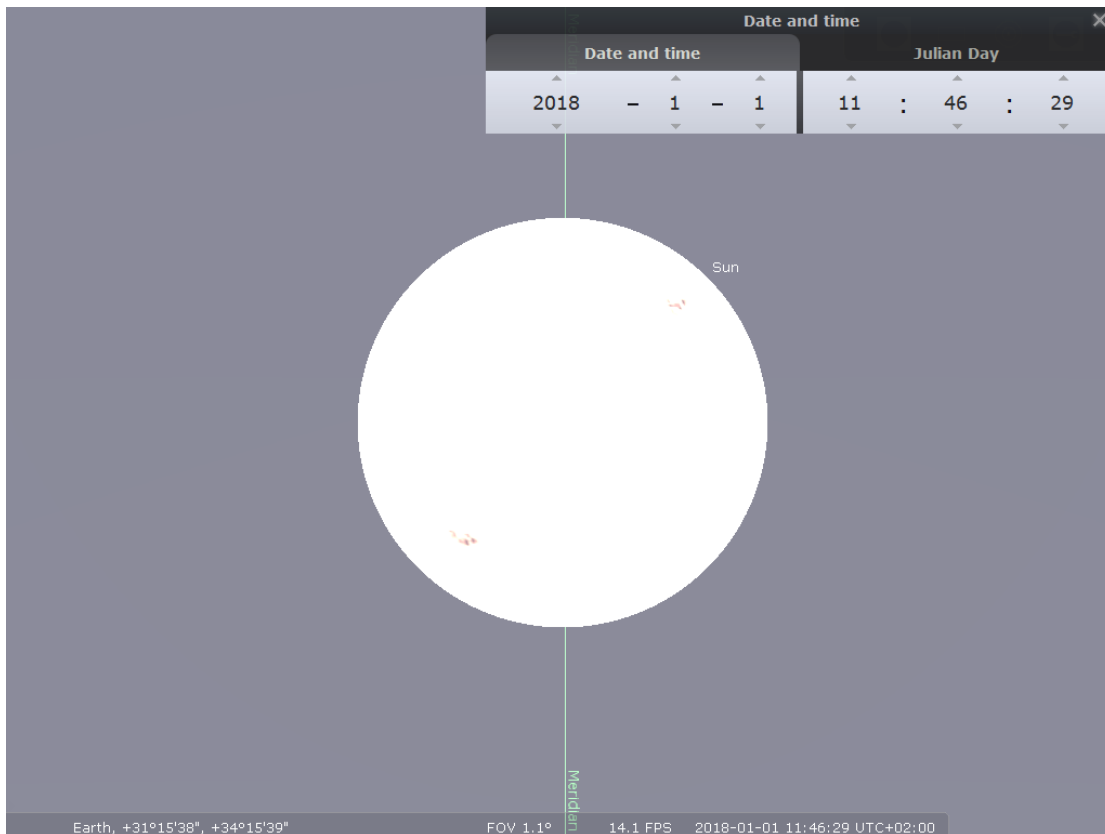 Date and time
Date and time Julian Day
2018 - 1 - 1 11 : 46 : 29
Sun
Meridian
Earth, +31°15'38", +34°15'39" FOV 1.1° 14.1 FPS 2018-01-01 11:46:29 UTC+02:00